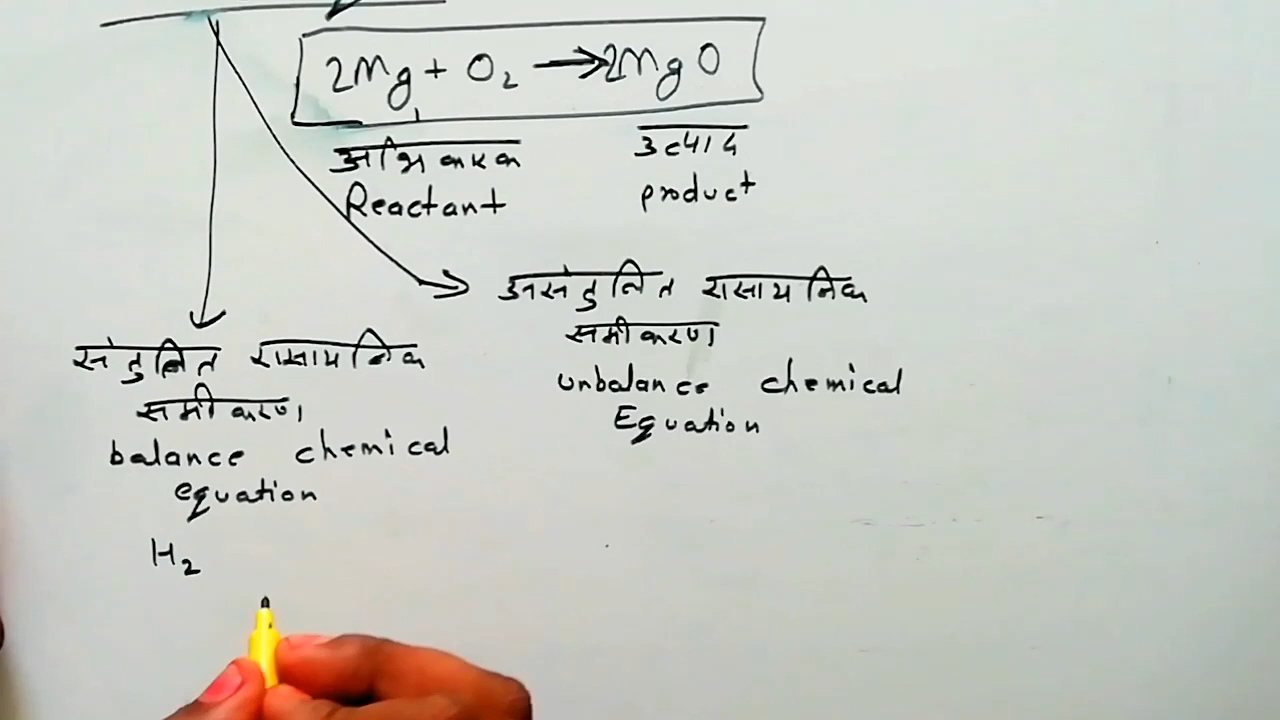 2Mg + O₂ → 2MgO
अभिकारक उत्पाद
Reactant product
असंतुलित रासायनिक
समीकरण
unbalance chemical
Equation
संतुलित रासायनिक
समीकरण
balance chemical
equation
H₂